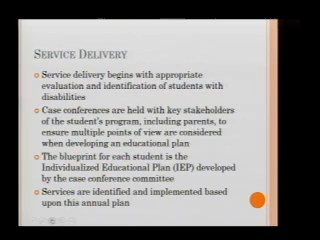 SERVICE DELIVERY
Service delivery begins with appropriate
evaluation and identification of students with
disabilities
Case conferences are held with key stakeholders
of the student's program, including parents, to
ensure multiple points of view are considered
when developing an educational plan
The blueprint for each student is the
Individualized Educational Plan (IEP) developed
by the case conference committee
Services are identified and implemented based
upon this annual plan